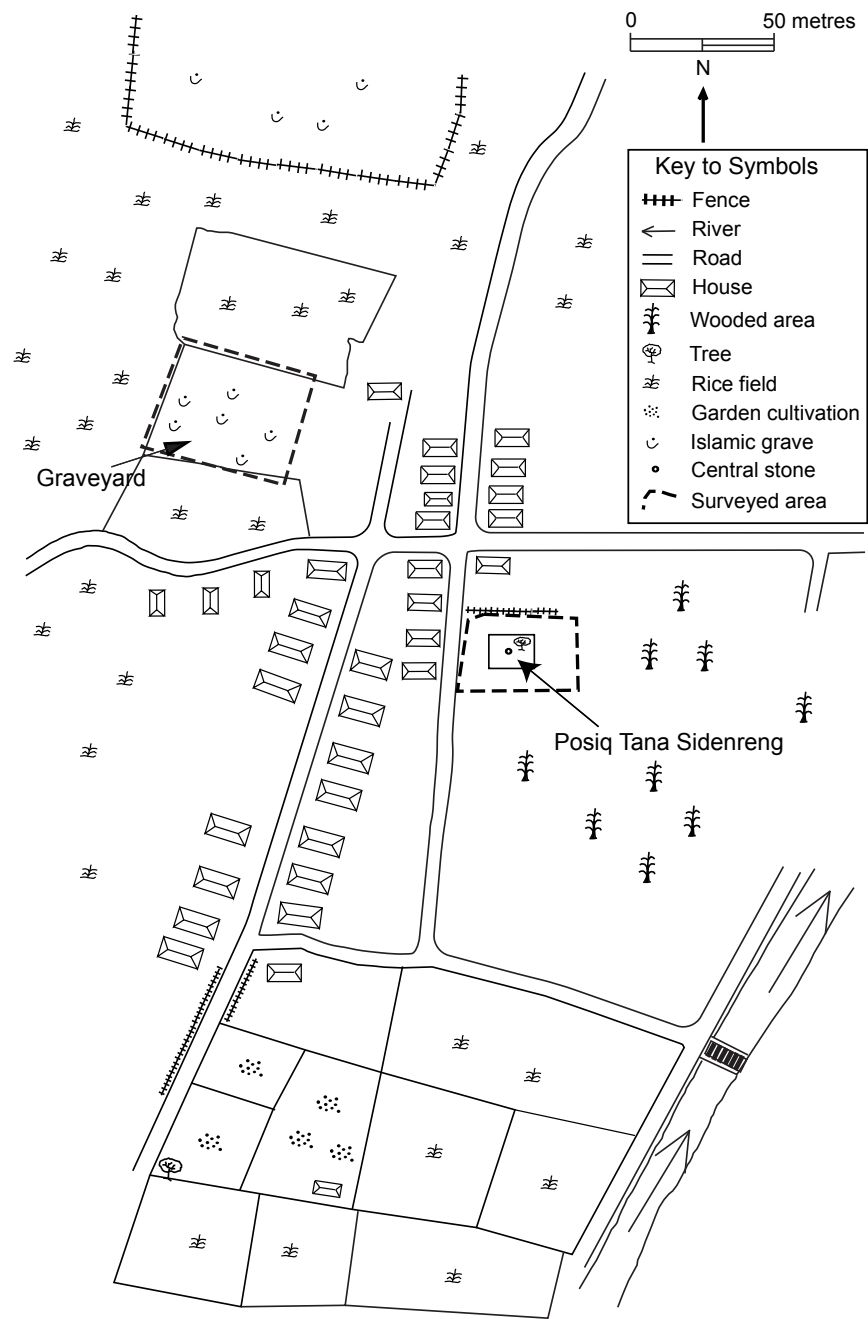 0 50 metres
N
Key to Symbols
Fence
River
Road
House
Wooded area
Tree
Rice field
Garden cultivation
Islamic grave
Central stone
Surveyed area
Graveyard
Posiq Tana Sidenreng